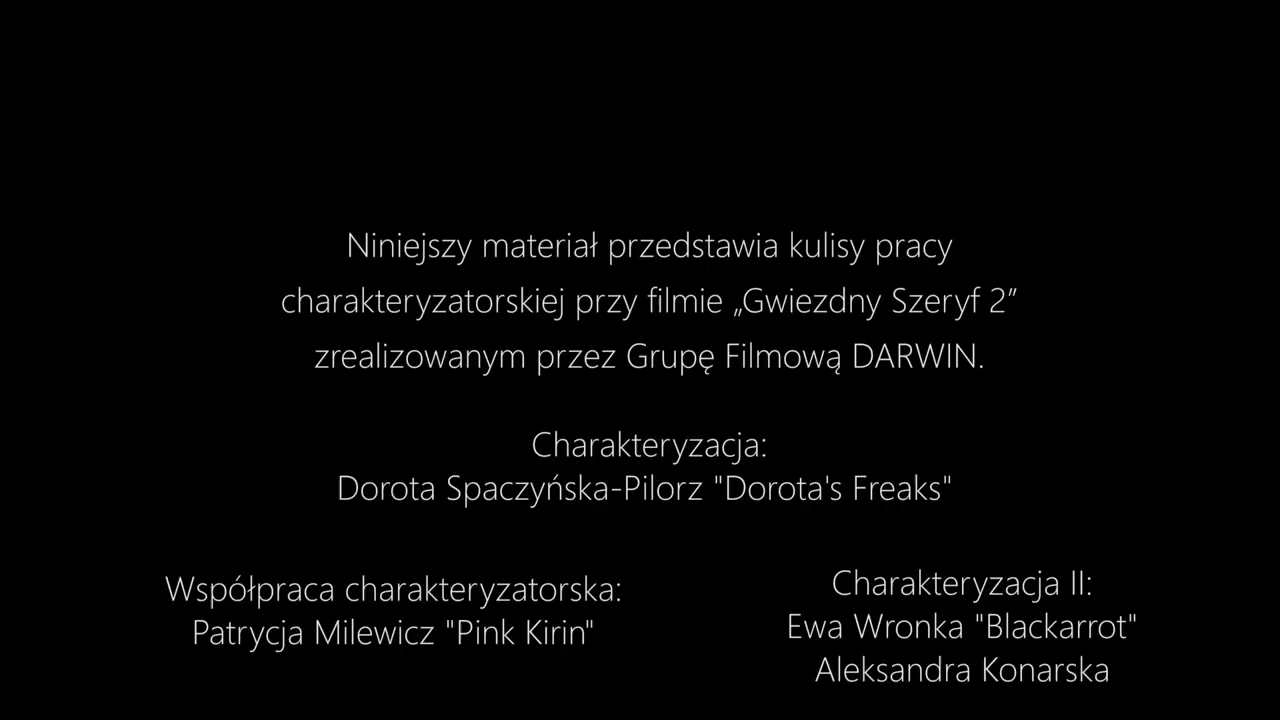 Niniejszy materiał przedstawia kulisy pracy
charakteryzatorskiej przy filmie „Gwiezdny Szeryf 2”
zrealizowanym przez Grupę Filmową DARWIN.
Charakteryzacja:
Dorota Spaczyńska-Pilorz "Dorota's Freaks"
Współpraca charakteryzatorska:
Patrycja Milewicz "Pink Kirin"
Charakteryzacja II:
Ewa Wronka "Blackarrot"
Aleksandra Konarska